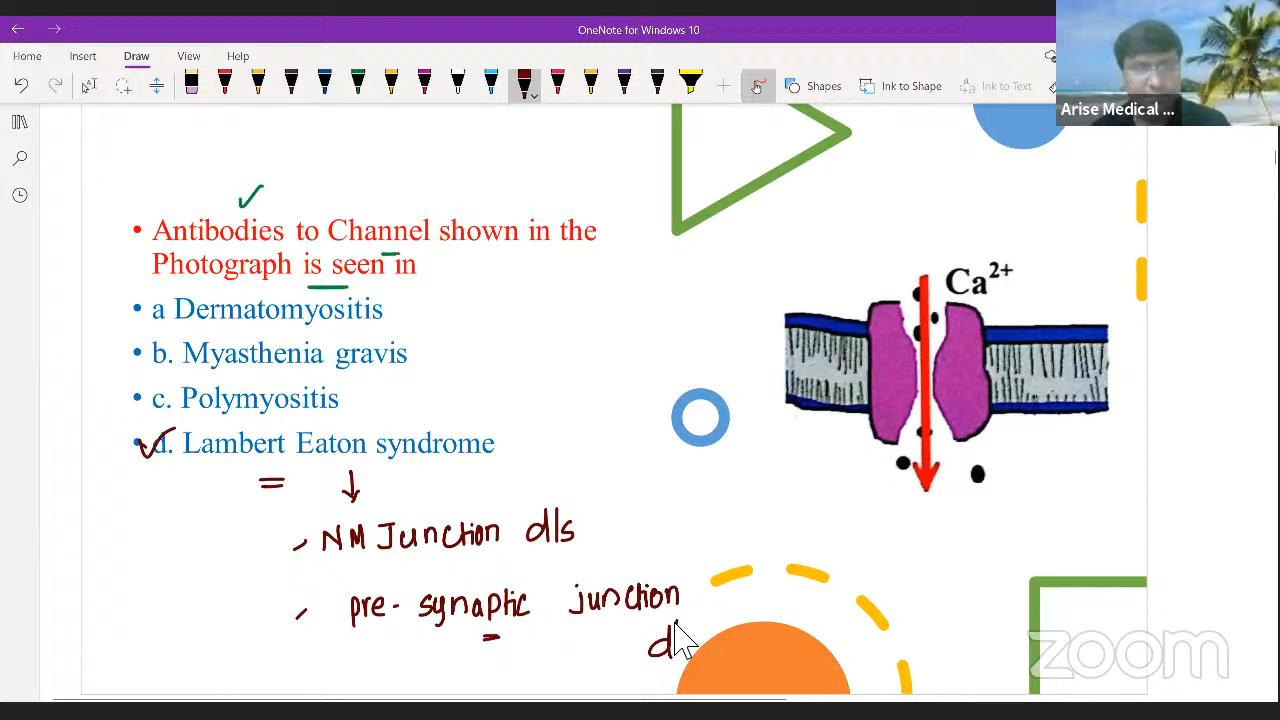 OneNote for Windows 10
Home Insert Draw View Help
Shapes Ink to Shape Ink to Text
Arise Medical ...
• Antibodies to Channel shown in the
Photograph is seen in
• a Dermatomyositis
• b. Myasthenia gravis
• c. Polymyositis
• d. Lambert Eaton syndrome
Ca2+
NM Junction dls
pre-synaptic junction
d
zoom